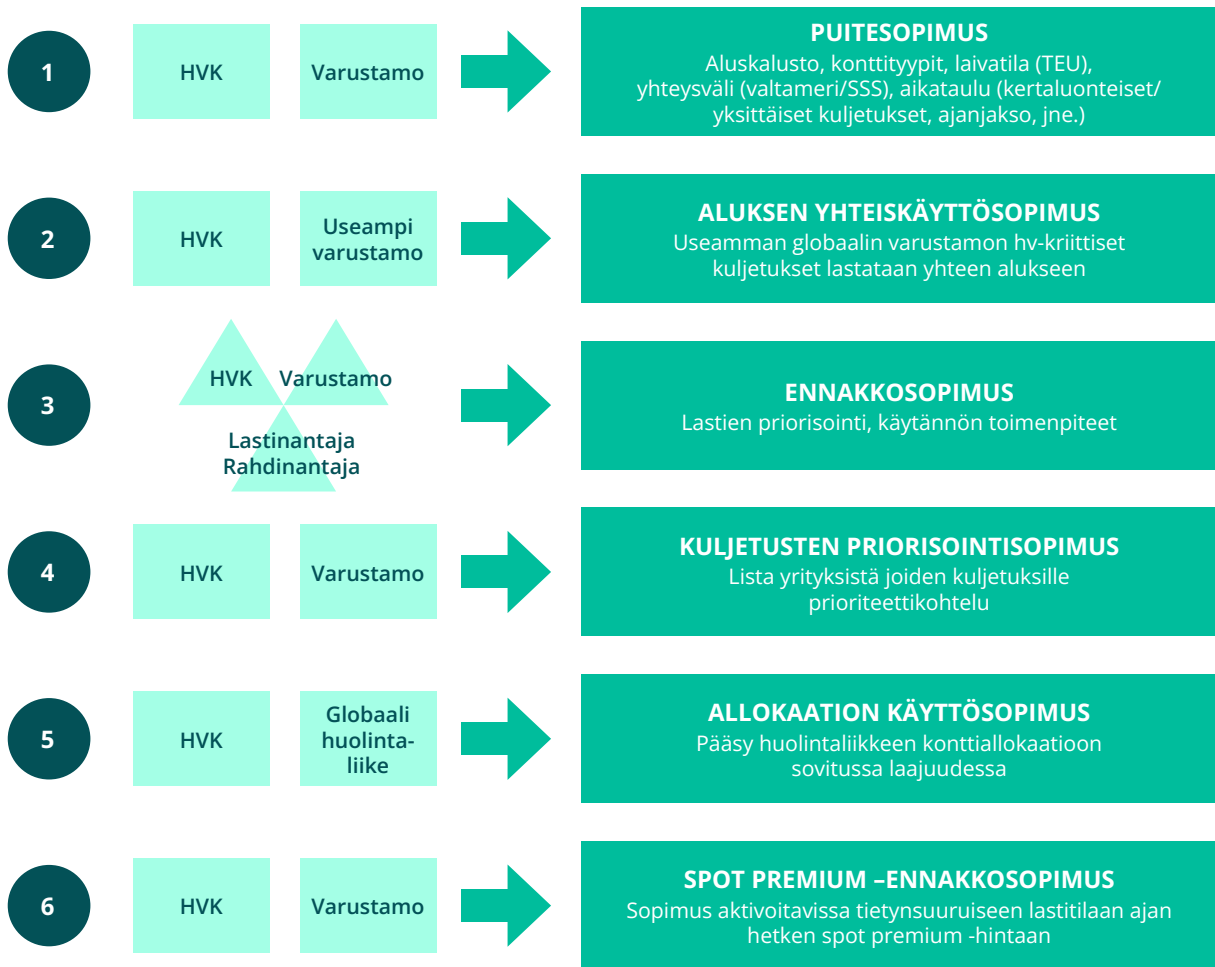 1
HVK
Varustamo
PUITESOPIMUS
Aluskalusto, konttityypit, laivatila (TEU),
yhteysväli (valtameri/SSS), aikataulu (kertaluonteiset/
yksittäiset kuljetukset, ajanjakso, jne.)
2
HVK
Useampi
varustamo
ALUKSEN YHTEISKÄYTTÖSOPIMUS
Useamman globaalin varustamon hv-kriittiset
kuljetukset lastataan yhteen alukseen
3
HVK
Varustamo
Lastinantaja
Rahdinantaja
ENNAKKOSOPIMUS
Lastien priorisointi, käytännön toimenpiteet
4
HVK
Varustamo
KULJETUSTEN PRIORISOINTISOPIMUS
Lista yrityksistä joiden kuljetuksille
prioriteettikohtelu
5
HVK
Globaali
huolinta-
liike
ALLOKAATION KÄYTTÖSOPIMUS
Pääsy huolintaliikkeen konttiallokaatioon
sovitussa laajuudessa
6
HVK
Varustamo
SPOT PREMIUM –ENNAKKOSOPIMUS
Sopimus aktivoitavissa tietynsuuruiseen lastitilaan ajan
hetken spot premium -hintaan